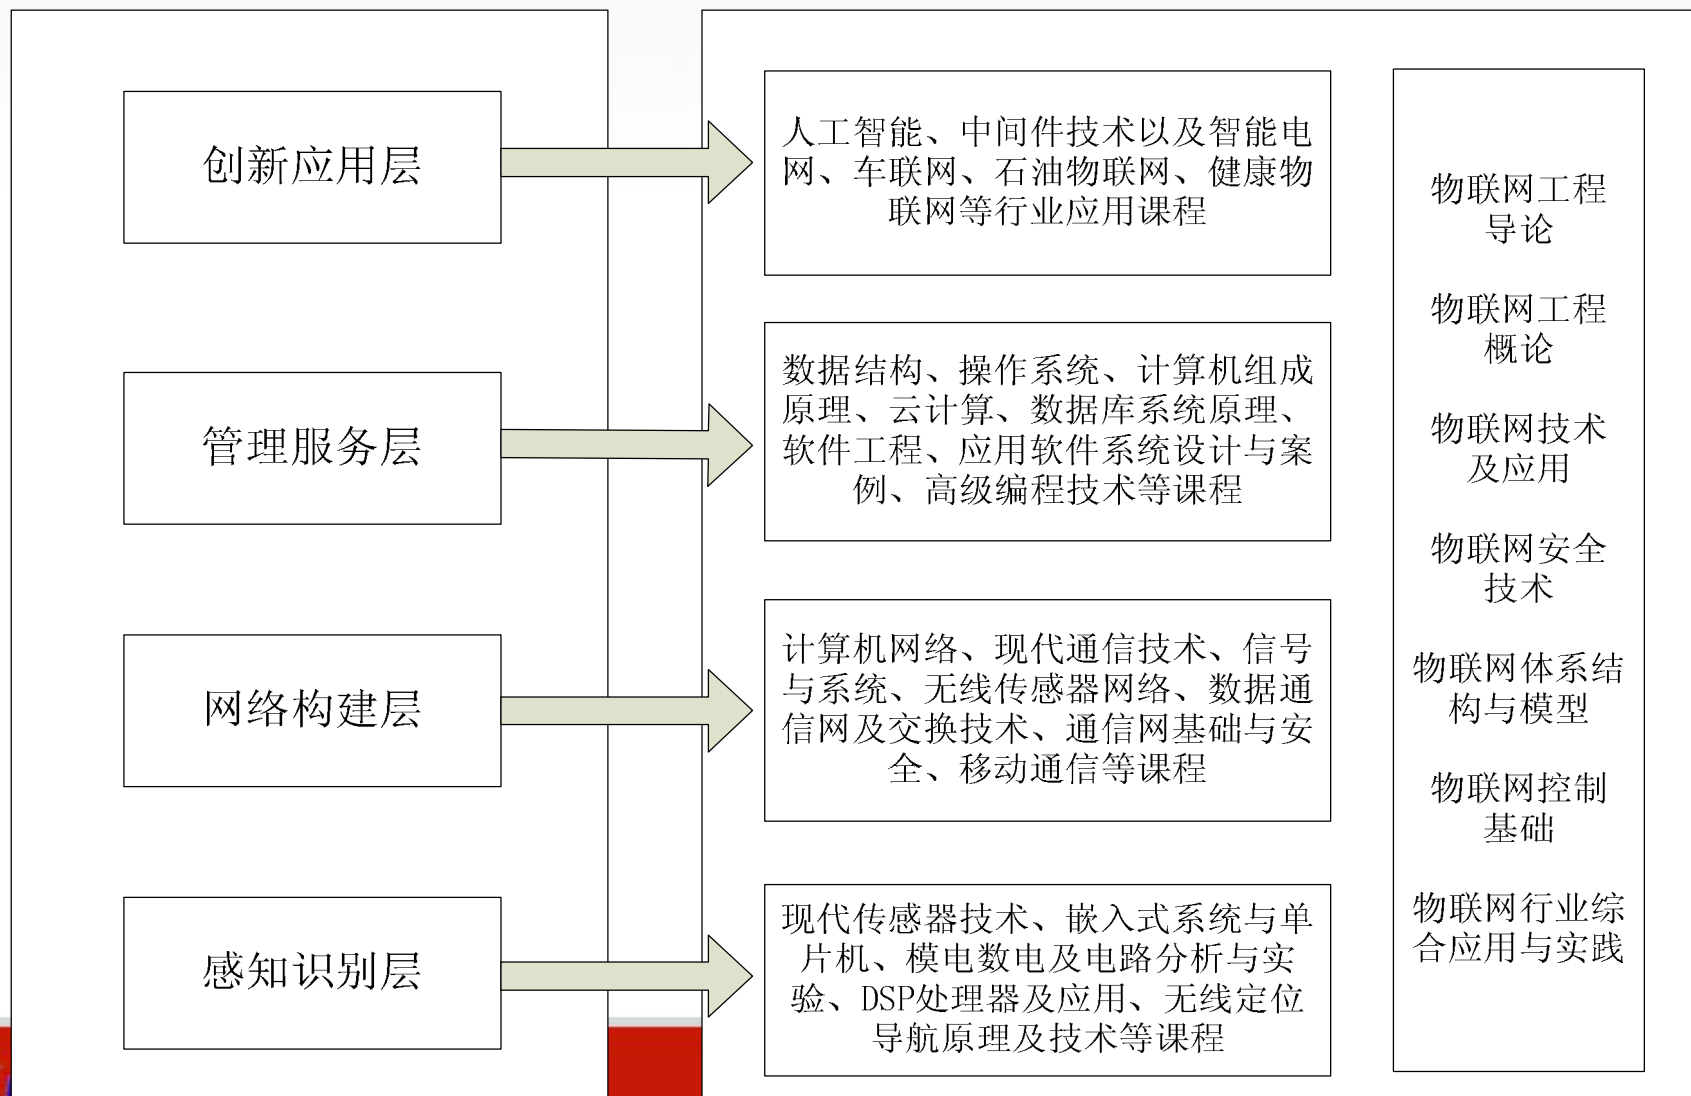 创新应用层
人工智能、中间件技术以及智能电
网、车联网、石油物联网、健康物
联网等行业应用课程
管理服务层
数据结构、操作系统、计算机组成
原理、云计算、数据库系统原理、
软件工程、应用软件系统设计与案
例、高级编程技术等课程
网络构建层
计算机网络、现代通信技术、信号
与系统、无线传感器网络、数据通
信网及交换技术、通信网基础与安
全、移动通信等课程
感知识别层
现代传感器技术、嵌入式系统与单
片机、模电数电及电路分析与实
验、DSP处理器及应用、无线定位
导航原理及技术等课程
物联网工程
导论
物联网工程
概论
物联网技术
及应用
物联网安全
技术
物联网体系结
构与模型
物联网控制
基础
物联网行业综
合应用与实践